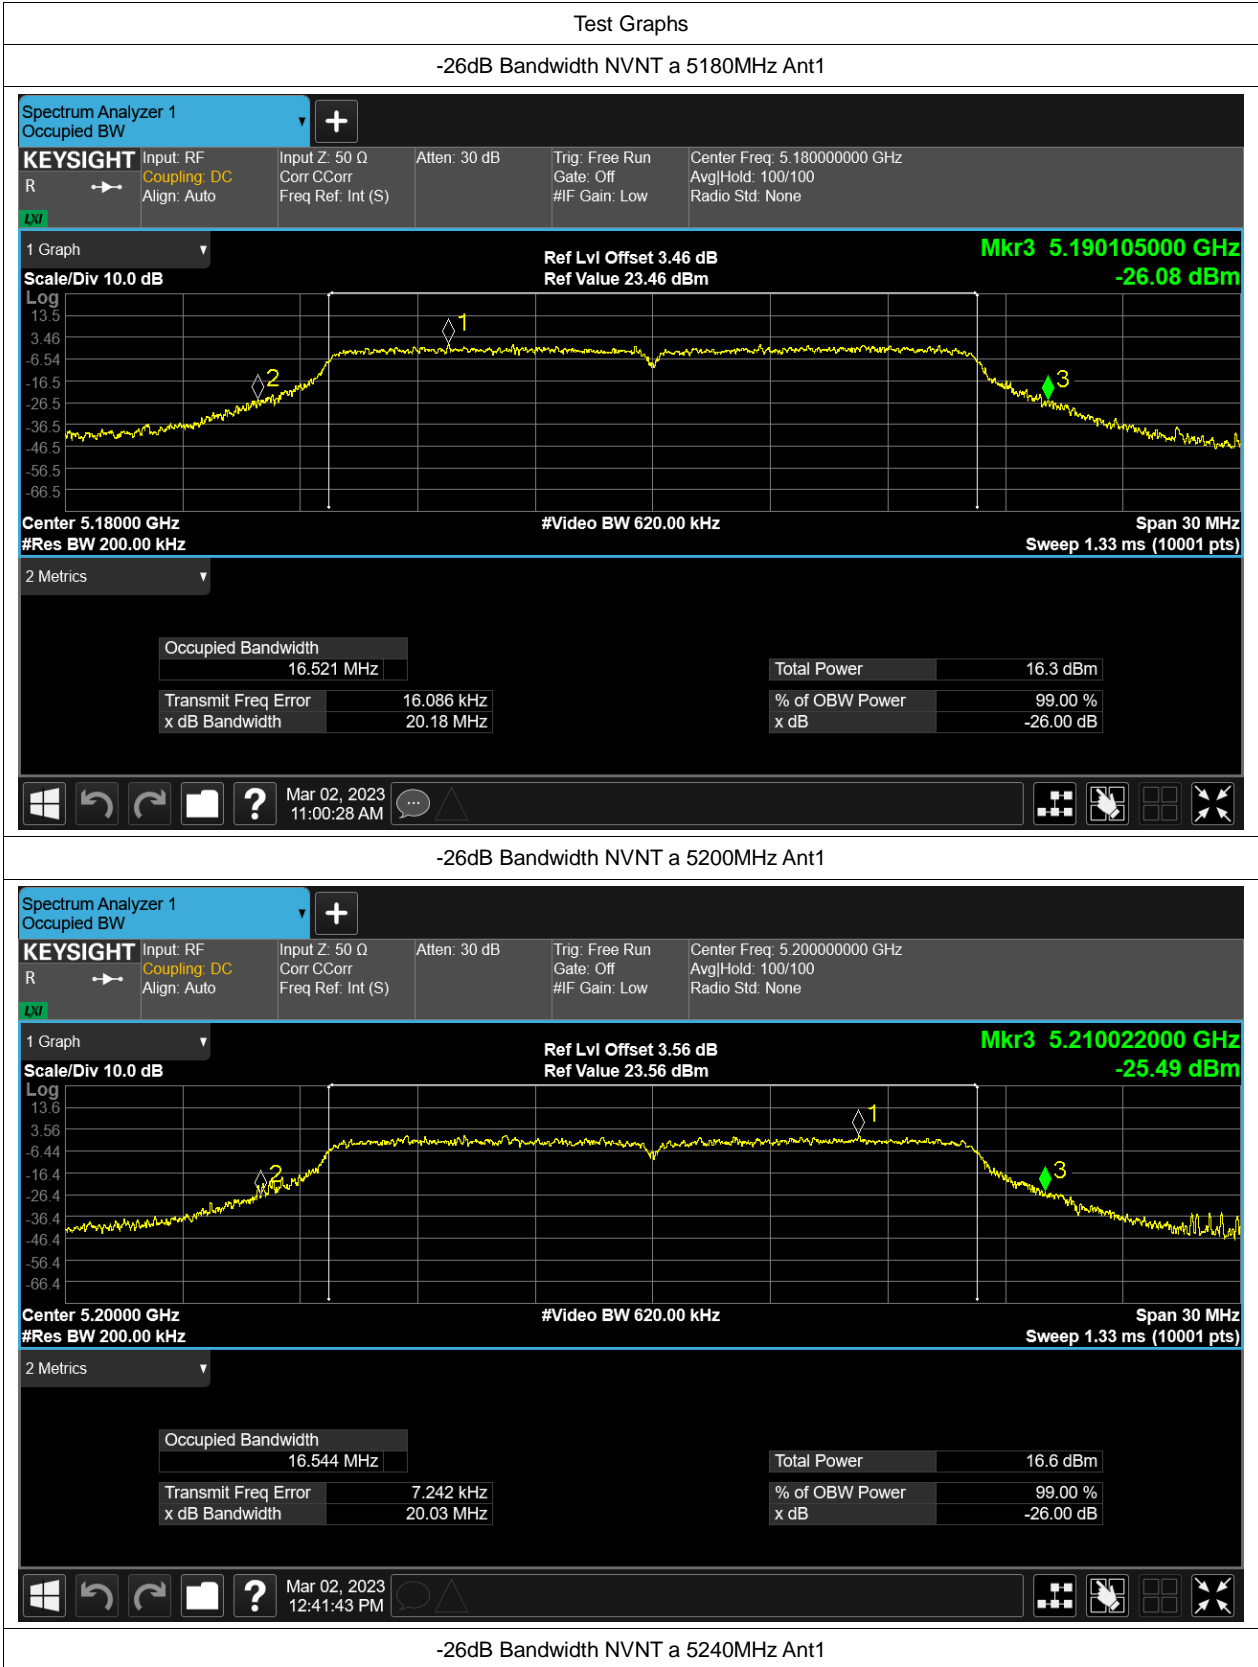 Test Graphs
-26dB Bandwidth NVNT a 5180MHz Ant1
Spectrum Analyzer 1
Occupied BW
KEYSIGHT Input: RF Input Z: 50 Ω Atten: 30 dB Trig: Free Run Center Freq: 5.180000000 GHz
R Coupling: DC Corr CCorr Gate: Off Avg|Hold: 100/100
Align: Auto Freq Ref: Int (S) #IF Gain: Low Radio Std: None
LXI
1 Graph Ref Lvl Offset 3.46 dB Mkr3 5.190105000 GHz
Scale/Div 10.0 dB Ref Value 23.46 dBm -26.08 dBm
Log
13.5
3.46
-6.54
-16.5
-26.5
-36.5
-46.5
-56.5
-66.5
1
2
3
Center 5.18000 GHz #Video BW 620.00 kHz Span 30 MHz
#Res BW 200.00 kHz Sweep 1.33 ms (10001 pts)
2 Metrics
Occupied Bandwidth
16.521 MHz Total Power 16.3 dBm
Transmit Freq Error 16.086 kHz % of OBW Power 99.00 %
x dB Bandwidth 20.18 MHz x dB -26.00 dB
? Mar 02, 2023
11:00:28 AM
-26dB Bandwidth NVNT a 5200MHz Ant1
Spectrum Analyzer 1
Occupied BW
KEYSIGHT Input: RF Input Z: 50 Ω Atten: 30 dB Trig: Free Run Center Freq: 5.200000000 GHz
R Coupling: DC Corr CCorr Gate: Off Avg|Hold: 100/100
Align: Auto Freq Ref: Int (S) #IF Gain: Low Radio Std: None
LXI
1 Graph Ref Lvl Offset 3.56 dB Mkr3 5.210022000 GHz
Scale/Div 10.0 dB Ref Value 23.56 dBm -25.49 dBm
Log
13.6
3.56
-6.44
-16.4
-26.4
-36.4
-46.4
-56.4
-66.4
1
2
3
Center 5.20000 GHz #Video BW 620.00 kHz Span 30 MHz
#Res BW 200.00 kHz Sweep 1.33 ms (10001 pts)
2 Metrics
Occupied Bandwidth
16.544 MHz Total Power 16.6 dBm
Transmit Freq Error 7.242 kHz % of OBW Power 99.00 %
x dB Bandwidth 20.03 MHz x dB -26.00 dB
? Mar 02, 2023
12:41:43 PM
-26dB Bandwidth NVNT a 5240MHz Ant1